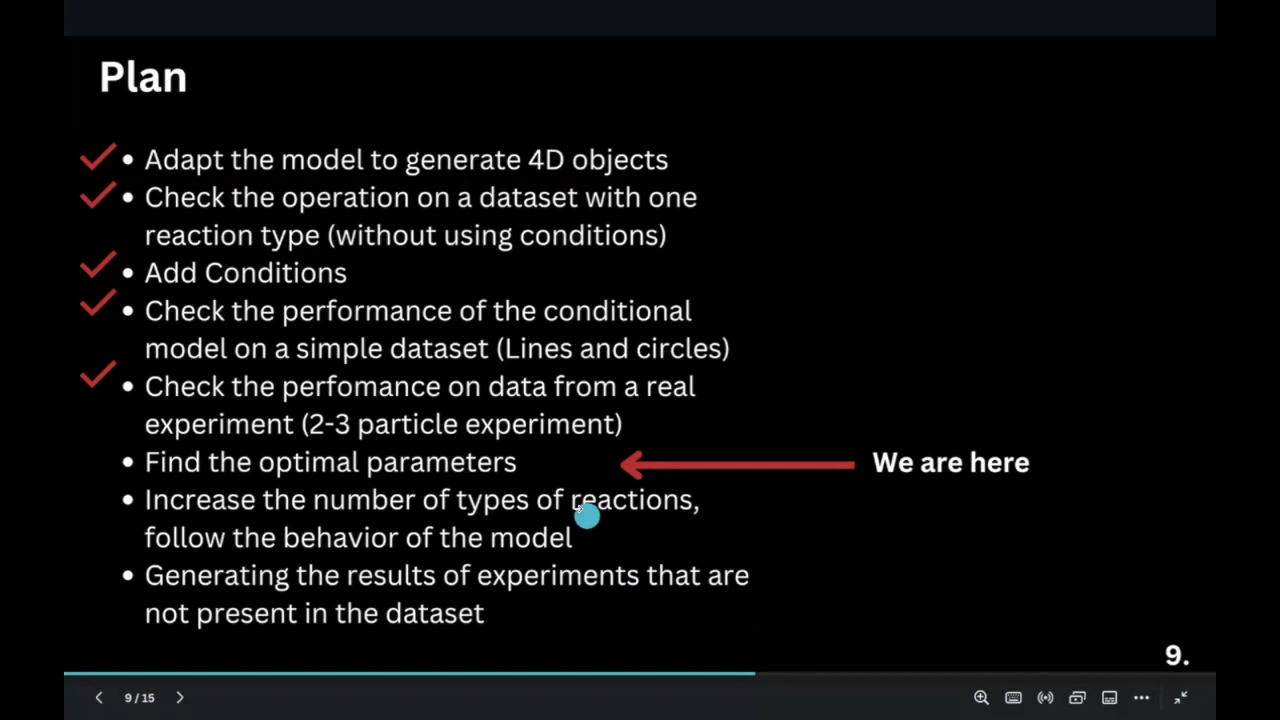 Plan
• Adapt the model to generate 4D objects
• Check the operation on a dataset with one
reaction type (without using conditions)
• Add Conditions
• Check the performance of the conditional
model on a simple dataset (Lines and circles)
• Check the perfomance on data from a real
experiment (2-3 particle experiment)
• Find the optimal parameters
We are here
• Increase the number of types of reactions,
follow the behavior of the model
• Generating the results of experiments that are
not present in the dataset
9.
9 / 15